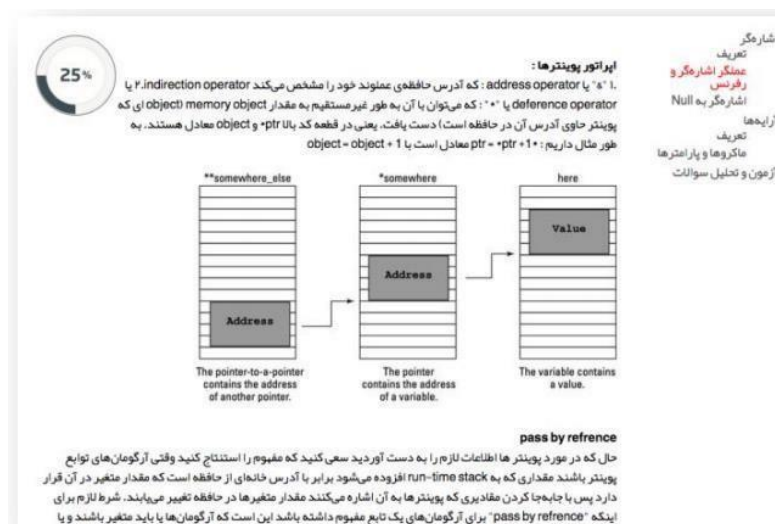 شاره‌گر
تعریف
عملگر اشاره‌گر و
رفرنس
اشاره‌گر به Null
آرایه‌ها
تعریف
ماکروها و پارامترها
آزمون و تحلیل سوالات
25%
اپراتور پوینترها :
۱. "&" یا address operator : که آدرس حافظه‌ی عملوند خود را مشخص می‌کند ۲.indirection operator یا
deference operator یا "*" : که می‌توان با آن به طور غیرمستقیم به مقدار memory object (object ای که
پوینتر حاوی آدرس آن در حافظه است) دست یافت. یعنی در قطعه کد بالا ptr* و object معادل هستند. به
طور مثال داریم : ptr = *ptr +1* معادل است با object = object + 1
**somewhere_else
*somewhere
here
Value
Address
Address
The pointer-to-a-pointer
contains the address
of another pointer.
The pointer
contains the address
of a variable.
The variable contains
a value.
pass by refrence
حال که در مورد پوینتر ها اطلاعات لازم را به دست آوردید سعی کنید که مفهوم را استنتاج کنید وقتی آرگومان‌های توابع
پوینتر باشند مقداری که به run-time stack افزوده می‌شود برابر با آدرس خانه‌ای از حافظه است که مقدار متغیر در آن قرار
دارد پس با جابه‌جا کردن مقادیری که پوینترها به آن اشاره می‌کنند مقدار متغیرها در حافظه تغییر می‌یابند. شرط لازم برای
اینکه "pass by refrence" برای آرگومان‌های یک تابع مفهوم داشته باشد این است که آرگومان‌ها یا باید متغیر باشند و یا